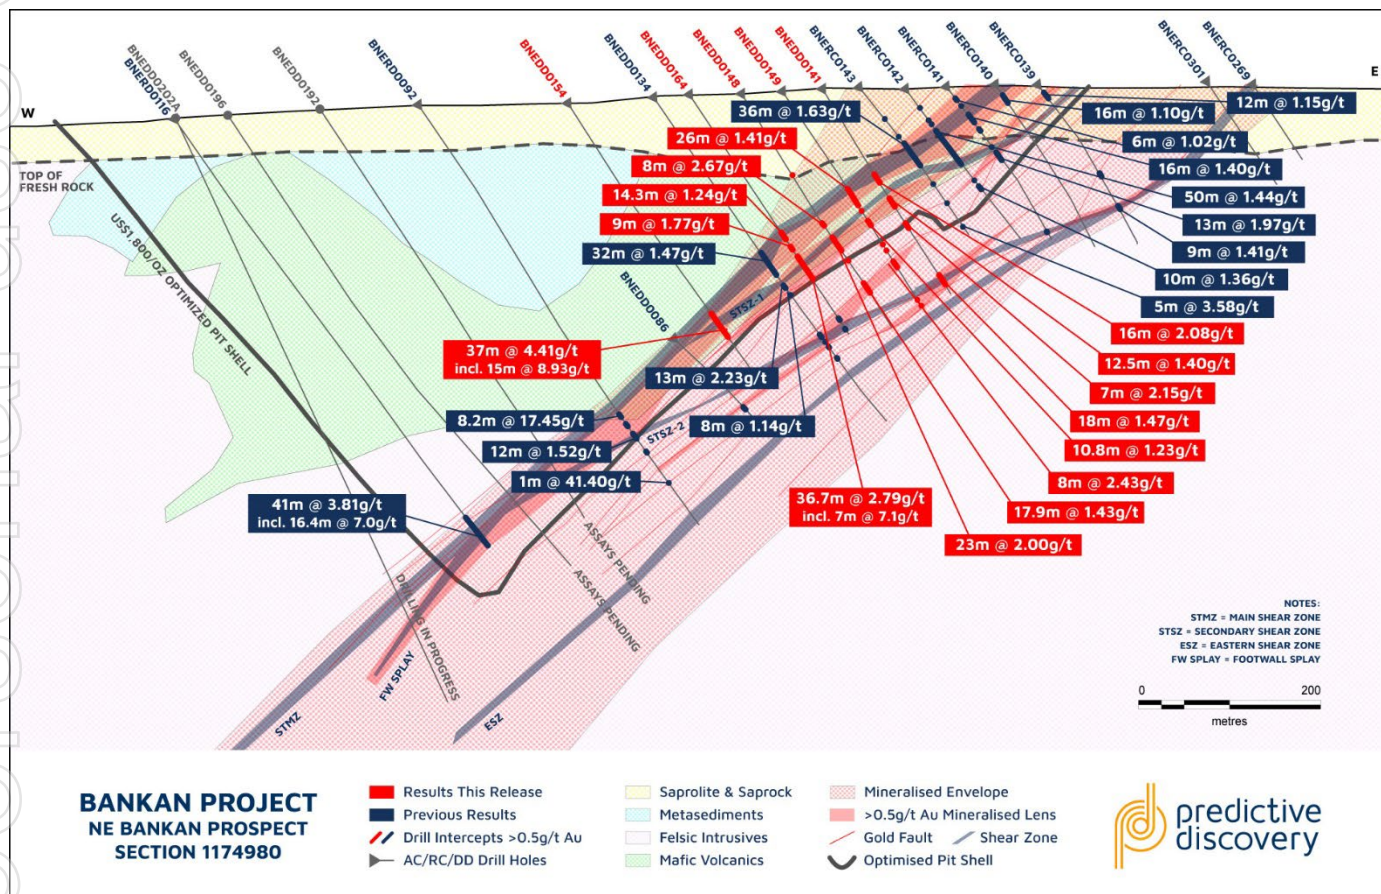 W
E
BNEDD0202A
BNERD0116
BNEDD0196
BNEDD0192
BNERD0092
BNEDD0154
BNEDD0134
BNEDD0164
BNEDD0148
BNEDD0149
BNEDD0141
BNERC0143
BNERC0142
BNERC0141
BNERC0140
BNERC0139
BNERC0301
BNERC0269
TOP OF
FRESH ROCK
US$1,800/OZ OPTIMIZED PIT SHELL
36m @ 1.63g/t
26m @ 1.41g/t
8m @ 2.67g/t
14.3m @ 1.24g/t
9m @ 1.77g/t
32m @ 1.47g/t
BNEDD0086
STSZ-1
37m @ 4.41g/t
incl. 15m @ 8.93g/t
13m @ 2.23g/t
8.2m @ 17.45g/t
8m @ 1.14g/t
STSZ-2
12m @ 1.52g/t
1m @ 41.40g/t
41m @ 3.81g/t
incl. 16.4m @ 7.0g/t
12m @ 1.15g/t
16m @ 1.10g/t
6m @ 1.02g/t
16m @ 1.40g/t
50m @ 1.44g/t
13m @ 1.97g/t
9m @ 1.41g/t
10m @ 1.36g/t
5m @ 3.58g/t
16m @ 2.08g/t
12.5m @ 1.40g/t
7m @ 2.15g/t
18m @ 1.47g/t
10.8m @ 1.23g/t
8m @ 2.43g/t
17.9m @ 1.43g/t
36.7m @ 2.79g/t
incl. 7m @ 7.1g/t
23m @ 2.00g/t
ASSAYS PENDING
ASSAYS PENDING
DRILLING IN PROGRESS
FW SPLAY
STMZ
ESZ
NOTES:
STMZ = MAIN SHEAR ZONE
STSZ = SECONDARY SHEAR ZONE
ESZ = EASTERN SHEAR ZONE
FW SPLAY = FOOTWALL SPLAY
0 200
metres
BANKAN PROJECT
NE BANKAN PROSPECT
SECTION 1174980
Results This Release
Previous Results
Drill Intercepts >0.5g/t Au
AC/RC/DD Drill Holes
Saprolite & Saprock
Metasediments
Felsic Intrusives
Mafic Volcanics
Mineralised Envelope
>0.5g/t Au Mineralised Lens
Gold Fault
Shear Zone
Optimised Pit Shell
predictive
discovery